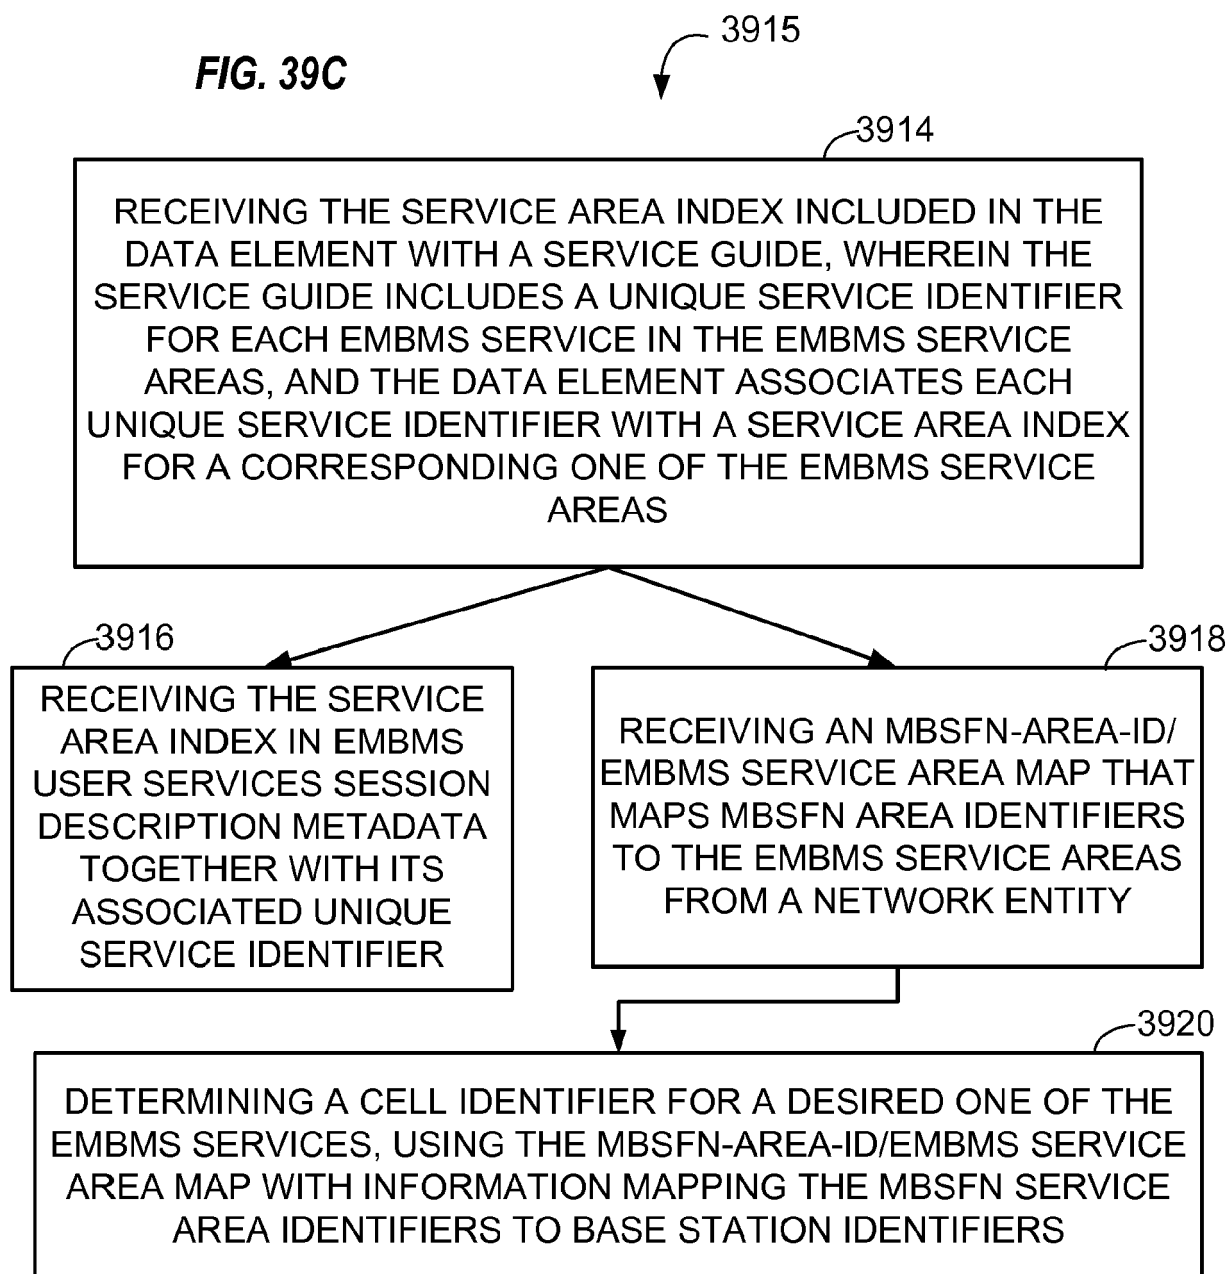 FIG. 39C
3915
3914
RECEIVING THE SERVICE AREA INDEX INCLUDED IN THE
DATA ELEMENT WITH A SERVICE GUIDE, WHEREIN THE
SERVICE GUIDE INCLUDES A UNIQUE SERVICE IDENTIFIER
FOR EACH EMBMS SERVICE IN THE EMBMS SERVICE
AREAS, AND THE DATA ELEMENT ASSOCIATES EACH
UNIQUE SERVICE IDENTIFIER WITH A SERVICE AREA INDEX
FOR A CORRESPONDING ONE OF THE EMBMS SERVICE
AREAS
3916
RECEIVING THE SERVICE
AREA INDEX IN EMBMS
USER SERVICES SESSION
DESCRIPTION METADATA
TOGETHER WITH ITS
ASSOCIATED UNIQUE
SERVICE IDENTIFIER
3918
RECEIVING AN MBSFN-AREA-ID/
EMBMS SERVICE AREA MAP THAT
MAPS MBSFN AREA IDENTIFIERS
TO THE EMBMS SERVICE AREAS
FROM A NETWORK ENTITY
3920
DETERMINING A CELL IDENTIFIER FOR A DESIRED ONE OF THE
EMBMS SERVICES, USING THE MBSFN-AREA-ID/EMBMS SERVICE
AREA MAP WITH INFORMATION MAPPING THE MBSFN SERVICE
AREA IDENTIFIERS TO BASE STATION IDENTIFIERS